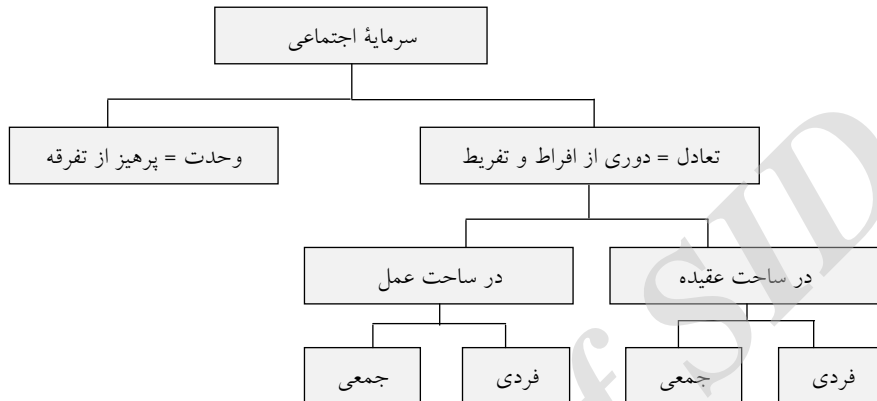 سرمایهٔ اجتماعی
تعادل = دوری از افراط و تفریط
وحدت = پرهیز از تفرقه
در ساحت عقیده
در ساحت عمل
فردی
جمعی
فردی
جمعی
f SID